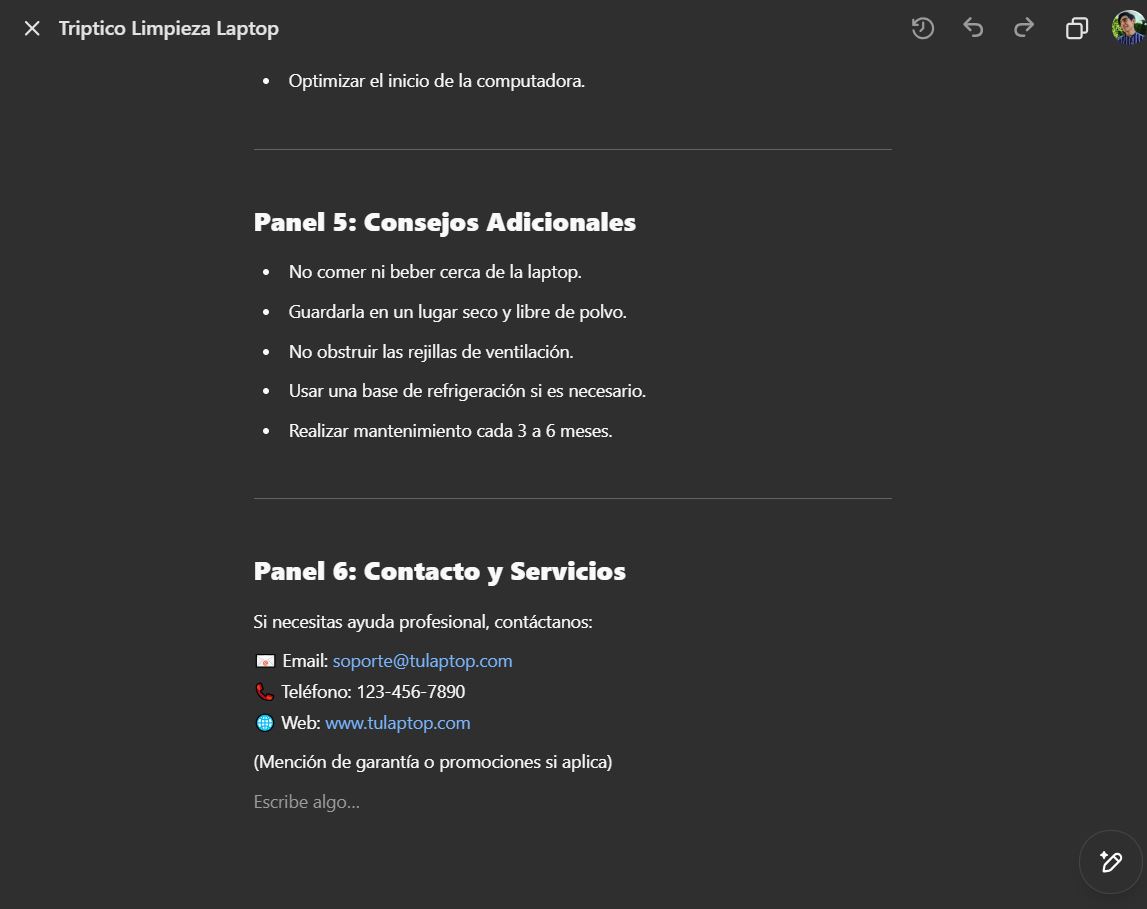 Triptico Limpieza Laptop
• Optimizar el inicio de la computadora.
Panel 5: Consejos Adicionales
• No comer ni beber cerca de la laptop.
• Guardarla en un lugar seco y libre de polvo.
• No obstruir las rejillas de ventilación.
• Usar una base de refrigeración si es necesario.
• Realizar mantenimiento cada 3 a 6 meses.
Panel 6: Contacto y Servicios
Si necesitas ayuda profesional, contáctanos:
📧 Email: soporte@tulaptop.com
📞 Teléfono: 123-456-7890
🌐 Web: www.tulaptop.com
(Mención de garantía o promociones si aplica)
Escribe algo...